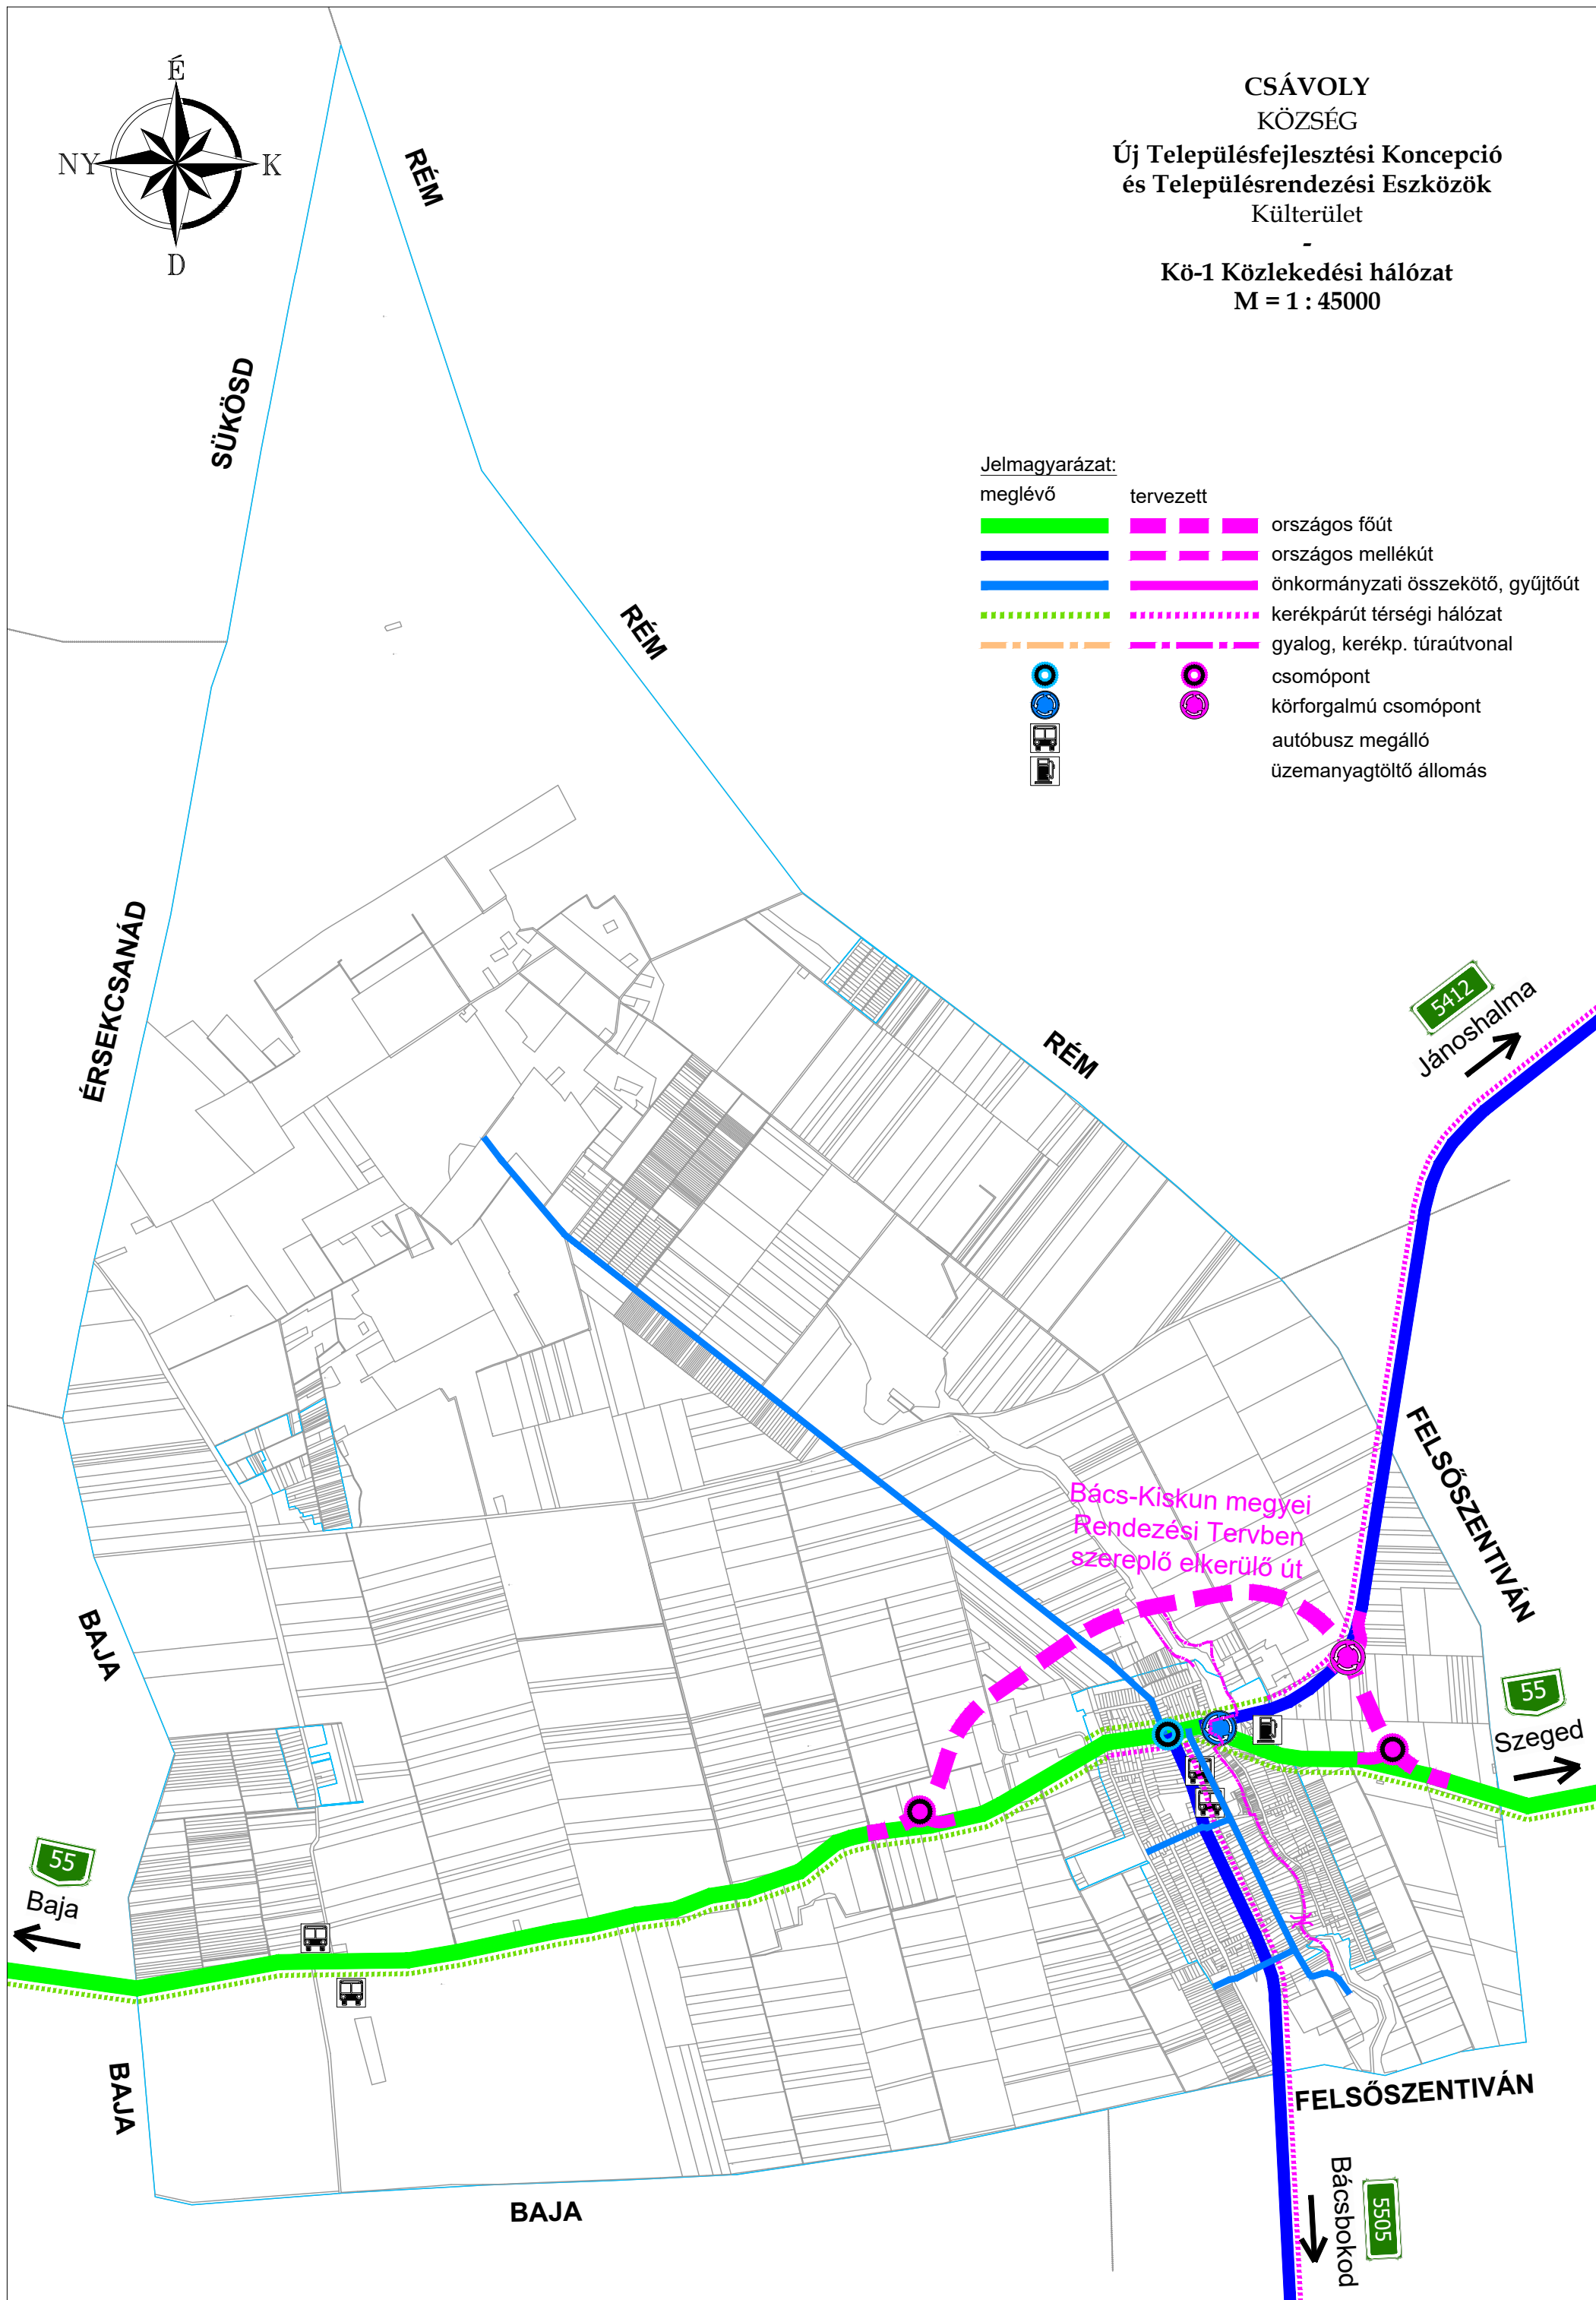 É
NY
K
D
CSÁVOLY
KÖZSÉG
Új Településfejlesztési Koncepció
és Településrendezési Eszközök
Külterület
-
Kö-1 Közlekedési hálózat
M = 1 : 45000
RÉM
SÜKÖSD
Jelmagyarázat:
meglévő
tervezett
országos főút
országos mellékút
önkormányzati összekötő, gyűjtőút
kerékpárút térségi hálózat
gyalog, kerékp. túraútvonal
csomópont
körforgalmú csomópont
autóbusz megálló
üzemanyagtöltő állomás
RÉM
ÉRSEKCSANÁD
5412
Jánoshalma
RÉM
FELSŐSZENTIVÁN
Bács-Kiskun megyei
Rendezési Tervben
szereplő elkerülő út
BAJA
55
Szeged
55
Baja
BAJA
FELSŐSZENTIVÁN
BAJA
Bácsbokod
5505